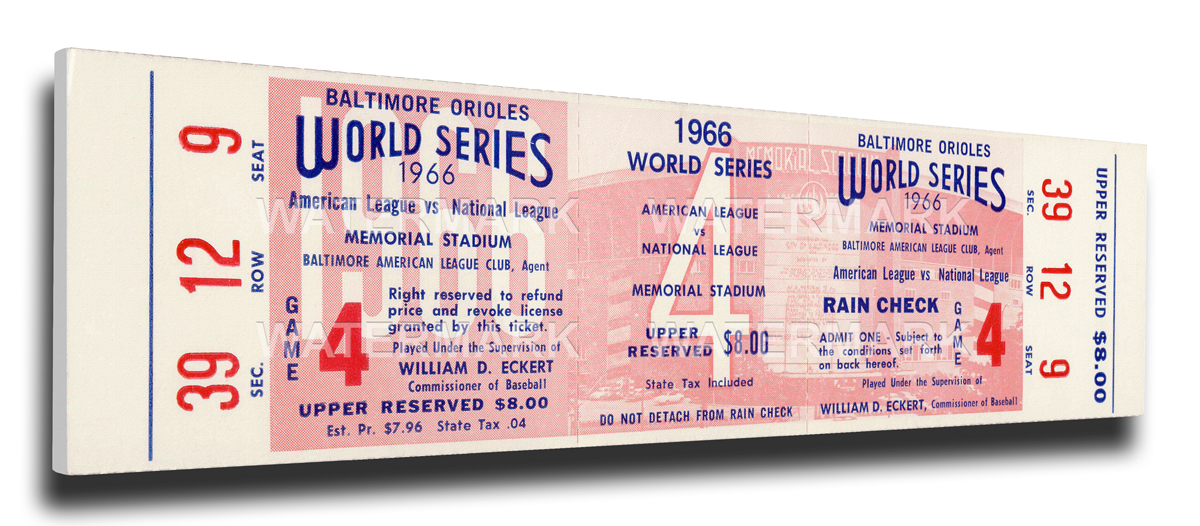 9
SEAT
12
ROW
39
SEC.
BALTIMORE ORIOLES
WORLD SERIES
1966
American League vs National League
MEMORIAL STADIUM
BALTIMORE AMERICAN LEAGUE CLUB, Agent
GAME
4
Right reserved to refund
price and revoke license
granted by this ticket.
Played Under the Supervision of
WILLIAM D. ECKERT
Commissioner of Baseball
UPPER RESERVED $8.00
Est. Pr. $7.96 State Tax .04
1966
WORLD SERIES
4
AMERICAN LEAGUE
vs
NATIONAL LEAGUE
MEMORIAL STADIUM
UPPER
RESERVED $8.00
State Tax Included
DO NOT DETACH FROM RAIN CHECK
MEMORIAL STADIUM
BALTIMORE ORIOLES
WORLD SERIES
1966
MEMORIAL STADIUM
BALTIMORE AMERICAN LEAGUE CLUB, Agent
American League vs National League
RAIN CHECK
ADMIT ONE - Subject to
the conditions set forth
on back hereof.
GAME
4
Played Under the Supervision of
WILLIAM D. ECKERT, Commissioner of Baseball
39
SEC.
12
ROW
9
SEAT
UPPER RESERVED $8.00
WATERMARK WATERMARK
WATERMARK WATERMARK